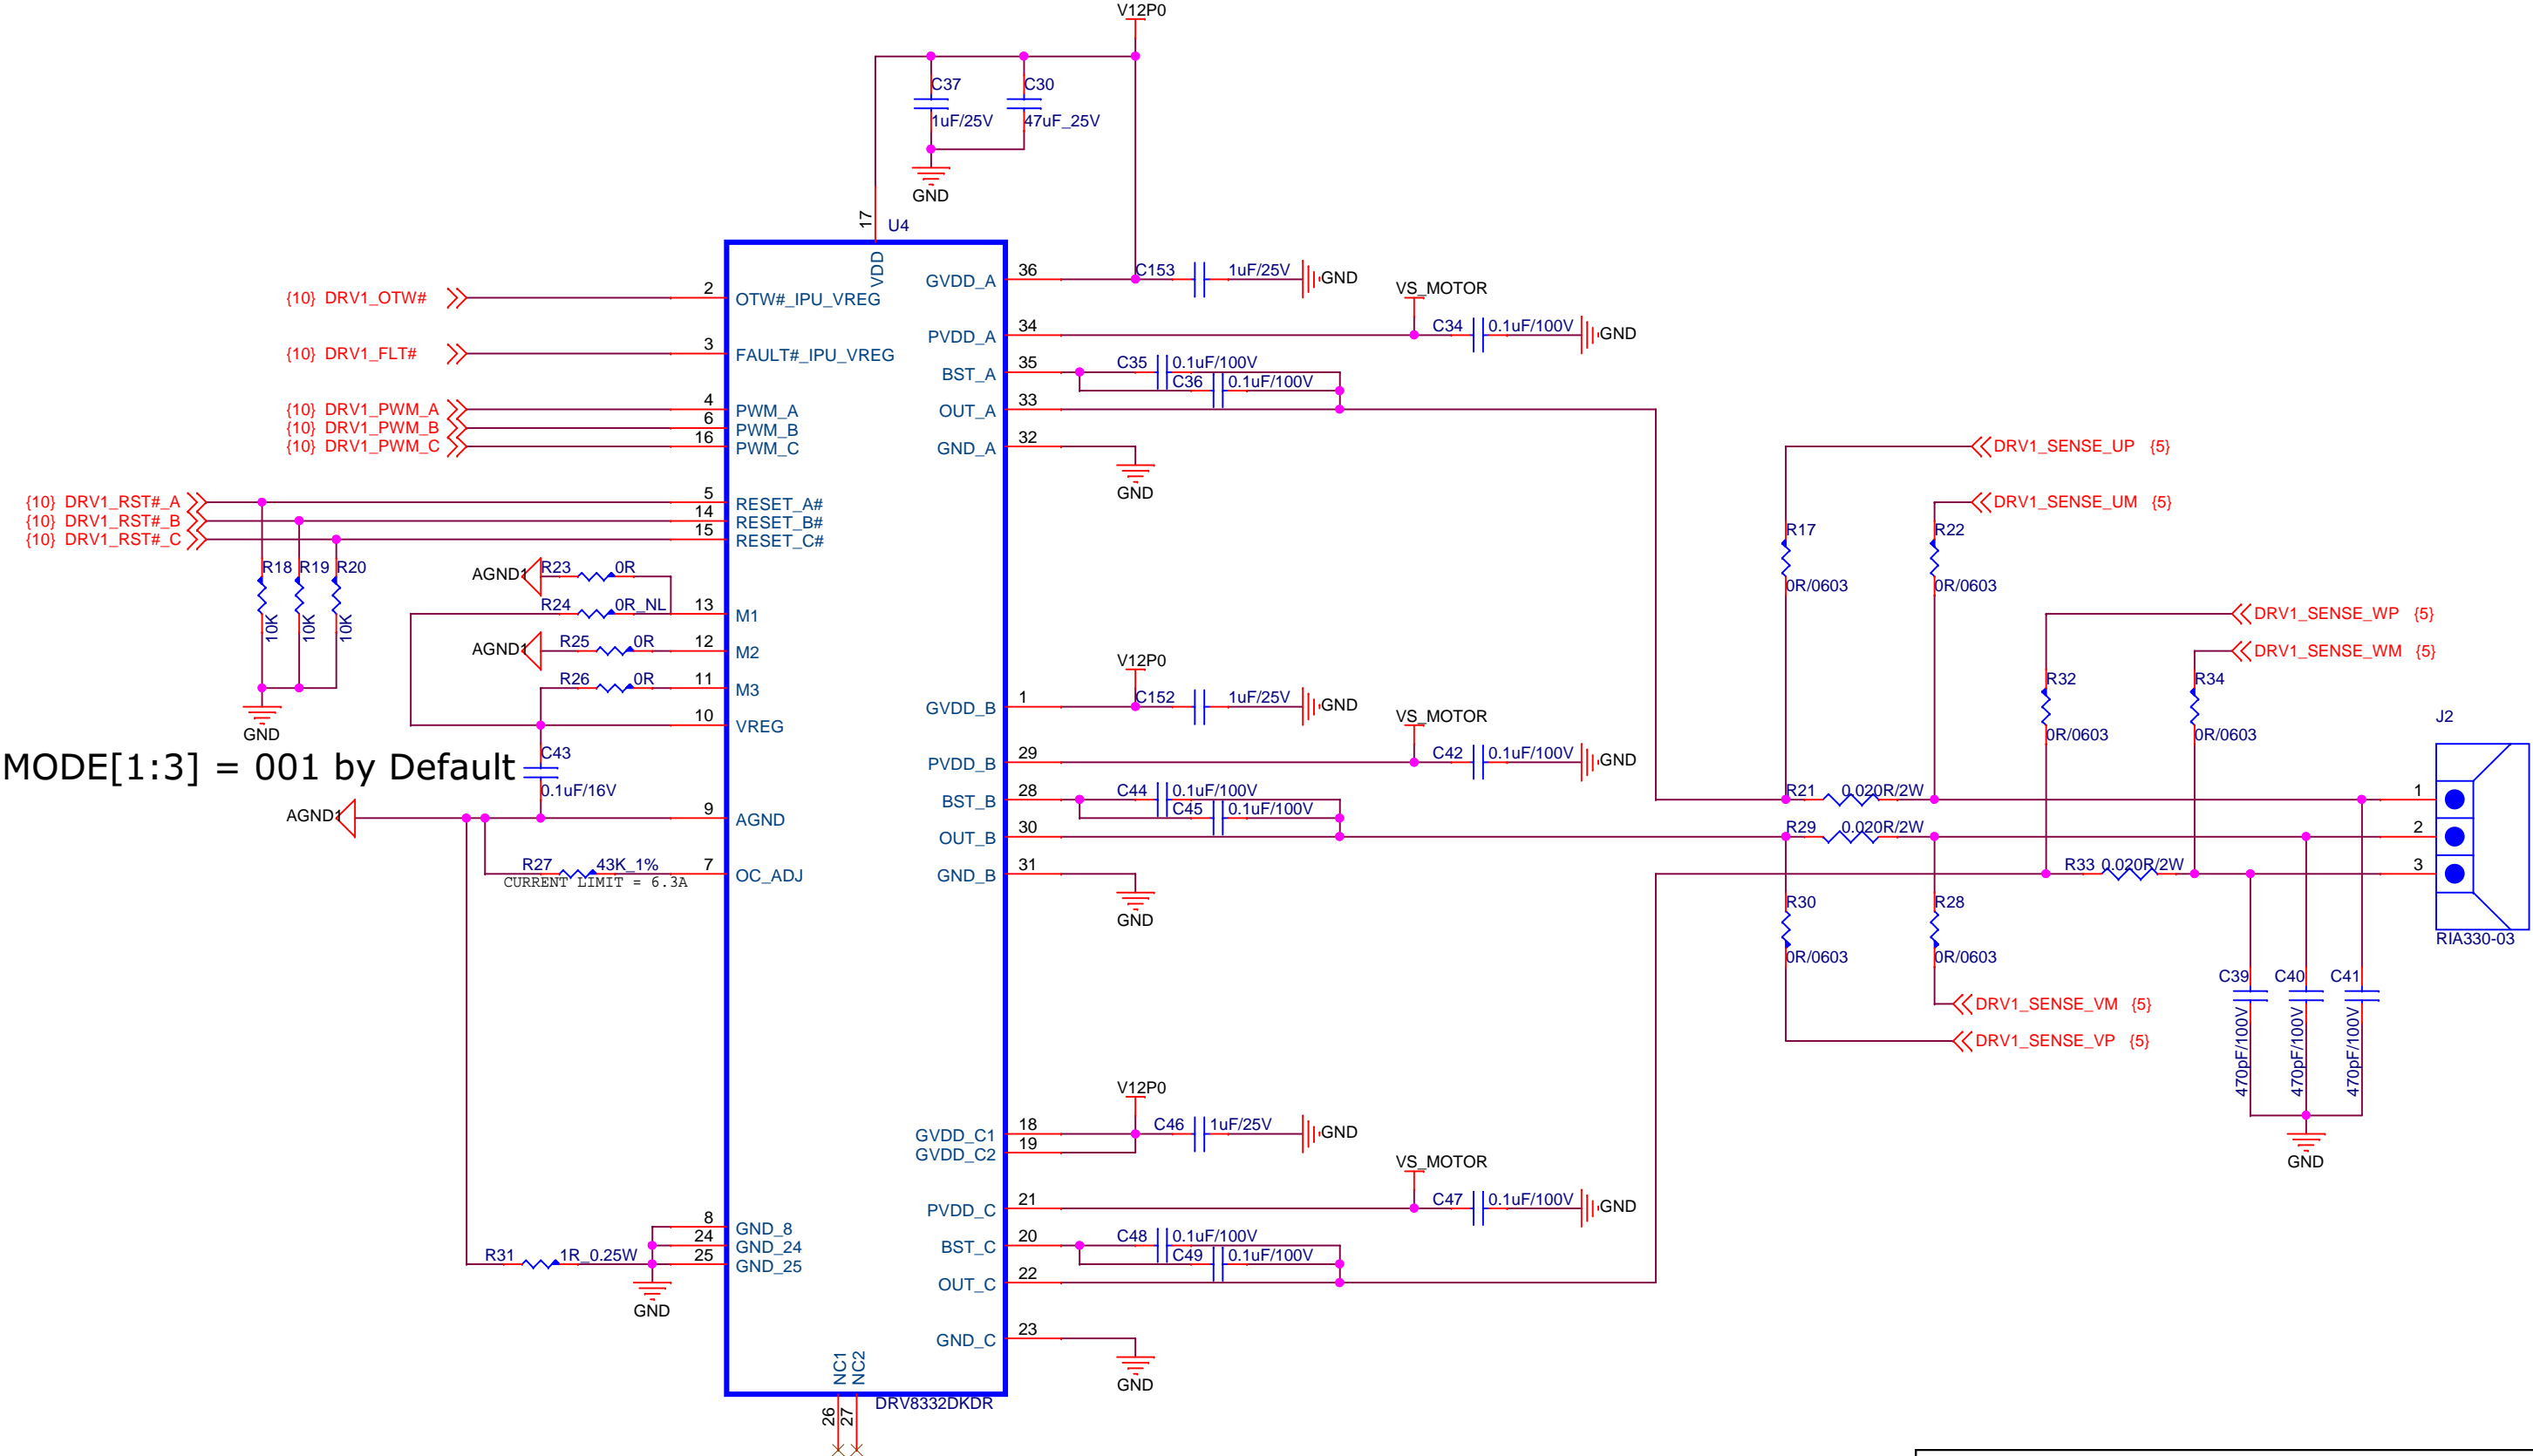 V12P0
C37
1uF/25V
C30
47uF_25V
GND
17
U4
VDD
{10} DRV1_OTW#
2
OTW#_IPU_VREG
{10} DRV1_FLT#
3
FAULT#_IPU_VREG
{10} DRV1_PWM_A
4
PWM_A
{10} DRV1_PWM_B
6
PWM_B
{10} DRV1_PWM_C
16
PWM_C
{10} DRV1_RST#_A
5
RESET_A#
{10} DRV1_RST#_B
14
RESET_B#
{10} DRV1_RST#_C
15
RESET_C#
R18
10K
R19
10K
R20
10K
GND
AGND1
R23
0R
R24
0R_NL
13
M1
AGND1
R25
0R
12
M2
R26
0R
11
M3
10
VREG
C43
0.1uF/16V
MODE[1:3] = 001 by Default
AGND1
9
AGND
R27
43K_1%
7
OC_ADJ
CURRENT LIMIT = 6.3A
R31
1R_0.25W
8
GND_8
24
GND_24
25
GND_25
GND
NC1
NC2
26
27
DRV8332DKDR
GVDD_A
36
C153
1uF/25V
GND
VS_MOTOR
PVDD_A
34
C34
0.1uF/100V
GND
BST_A
35
C35
0.1uF/100V
C36
0.1uF/100V
OUT_A
33
GND_A
32
GND
V12P0
GVDD_B
1
C152
1uF/25V
GND
VS_MOTOR
PVDD_B
29
C42
0.1uF/100V
GND
BST_B
28
C44
0.1uF/100V
C45
0.1uF/100V
OUT_B
30
GND_B
31
GND
V12P0
GVDD_C1
18
C46
1uF/25V
GND
GVDD_C2
19
VS_MOTOR
PVDD_C
21
C47
0.1uF/100V
GND
BST_C
20
C48
0.1uF/100V
C49
0.1uF/100V
OUT_C
22
GND_C
23
GND
DRV1_SENSE_UP {5}
DRV1_SENSE_UM {5}
R17
0R/0603
R22
0R/0603
DRV1_SENSE_WP {5}
DRV1_SENSE_WM {5}
R32
0R/0603
R34
0R/0603
J2
R21
0.020R/2W
1
R29
0.020R/2W
2
R33
0.020R/2W
3
RIA330-03
R30
0R/0603
R28
0R/0603
DRV1_SENSE_VM {5}
DRV1_SENSE_VP {5}
C39
470pF/100V
C40
470pF/100V
C41
470pF/100V
GND